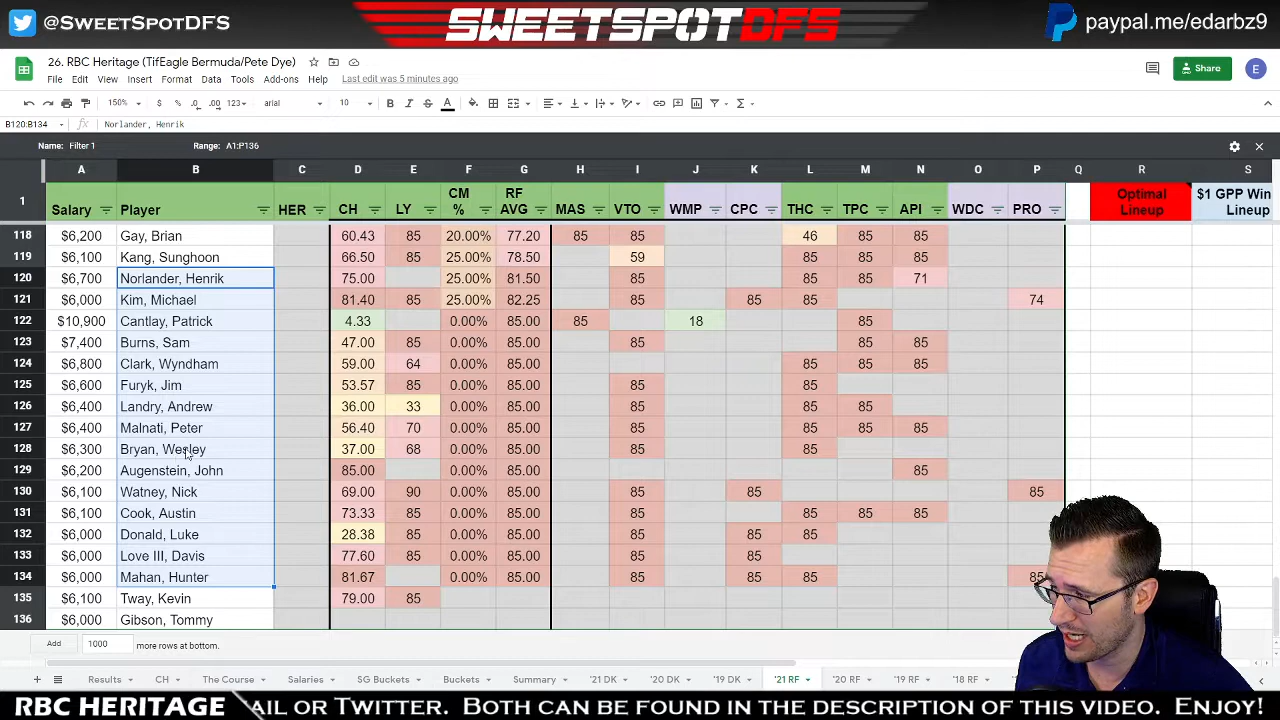 @SWEETSPOTDFS
SWEETSPOTDFS
paypal.me/edarbz9
26. RBC Heritage (TifEagle Bermuda/Pete Dye)
File Edit View Insert Format Data Tools Add-ons Help Last edit was 5 minutes ago
Share
E
150% $ % .0 .00 123 arial 10 B I S A
B120:B134 fx Norlander, Henrik
Name: Filter 1 Range: A1:P136
A B C D E F G H I J K L M N O P Q R S
1 Salary Player HER CH LY CM % RF AVG MAS VTO WMP CPC THC TPC API WDC PRO Optimal Lineup $1 GPP Win Lineup
118 $6,200 Gay, Brian 60.43 85 20.00% 77.20 85 85 46 85 85
119 $6,100 Kang, Sunghoon 66.50 85 25.00% 78.50 59 85 85 85
120 $6,700 Norlander, Henrik 75.00 25.00% 81.50 85 85 85 71
121 $6,000 Kim, Michael 81.40 85 25.00% 82.25 85 85 85 74
122 $10,900 Cantlay, Patrick 4.33 0.00% 85.00 85 18 85
123 $7,400 Burns, Sam 47.00 85 0.00% 85.00 85 85 85
124 $6,800 Clark, Wyndham 59.00 64 0.00% 85.00 85 85 85
125 $6,600 Furyk, Jim 53.57 85 0.00% 85.00 85 85
126 $6,400 Landry, Andrew 36.00 33 0.00% 85.00 85 85 85
127 $6,400 Malnati, Peter 56.40 70 0.00% 85.00 85 85 85 85
128 $6,300 Bryan, Wesley 37.00 68 0.00% 85.00 85 85
129 $6,200 Augenstein, John 85.00 0.00% 85.00 85
130 $6,100 Watney, Nick 69.00 90 0.00% 85.00 85 85 85
131 $6,100 Cook, Austin 73.33 85 0.00% 85.00 85 85 85 85
132 $6,000 Donald, Luke 28.38 85 0.00% 85.00 85 85 85
133 $6,000 Love III, Davis 77.60 85 0.00% 85.00 85 85
134 $6,000 Mahan, Hunter 81.67 0.00% 85.00 85 85 85 85
135 $6,100 Tway, Kevin 79.00 85
136 $6,000 Gibson, Tommy
Add 1000 more rows at bottom.
Results CH The Course Salaries SG Buckets Buckets Summary '21 DK '20 DK '19 DK '21 RF '20 RF '19 RF '18 RF
RBC HERITAGE AIL OR TWITTER. BOTH CAN BE FOUND IN THE DESCRIPTION OF THIS VIDEO. ENJOY!